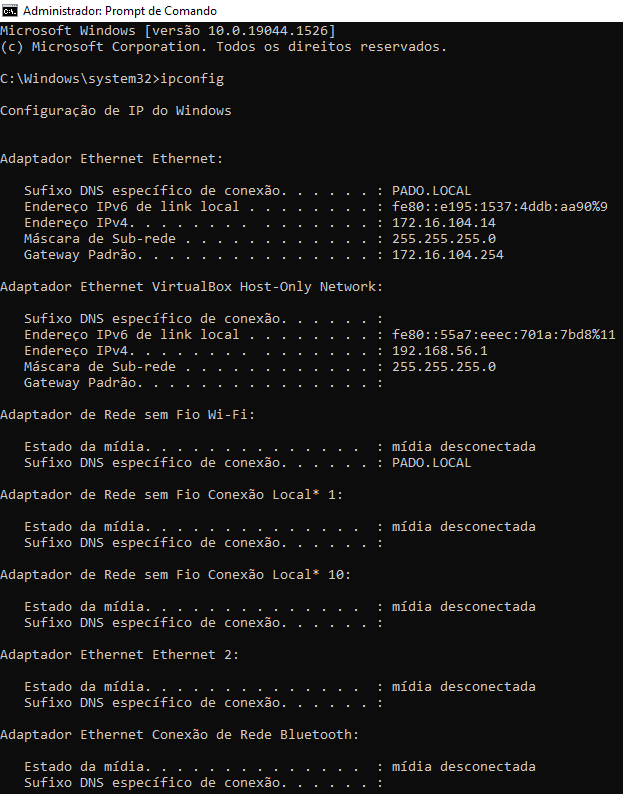 Administrador: Prompt de Comando
Microsoft Windows [versão 10.0.19044.1526]
(c) Microsoft Corporation. Todos os direitos reservados.
C:\Windows\system32>ipconfig
Configuração de IP do Windows
Adaptador Ethernet Ethernet:
Sufixo DNS específico de conexão. . . . . . : PADO.LOCAL
Endereço IPv6 de link local . . . . . . . . : fe80::e195:1537:4ddb:aa90%9
Endereço IPv4. . . . . . . . . . . . . . . : 172.16.104.14
Máscara de Sub-rede . . . . . . . . . . . . : 255.255.255.0
Gateway Padrão. . . . . . . . . . . . . . . : 172.16.104.254
Adaptador Ethernet VirtualBox Host-Only Network:
Sufixo DNS específico de conexão. . . . . . :
Endereço IPv6 de link local . . . . . . . . : fe80::55a7:eeec:701a:7bd8%11
Endereço IPv4. . . . . . . . . . . . . . . : 192.168.56.1
Máscara de Sub-rede . . . . . . . . . . . . : 255.255.255.0
Gateway Padrão. . . . . . . . . . . . . . . :
Adaptador de Rede sem Fio Wi-Fi:
Estado da mídia. . . . . . . . . . . . . . : mídia desconectada
Sufixo DNS específico de conexão. . . . . . : PADO.LOCAL
Adaptador de Rede sem Fio Conexão Local* 1:
Estado da mídia. . . . . . . . . . . . . . : mídia desconectada
Sufixo DNS específico de conexão. . . . . . :
Adaptador de Rede sem Fio Conexão Local* 10:
Estado da mídia. . . . . . . . . . . . . . : mídia desconectada
Sufixo DNS específico de conexão. . . . . . :
Adaptador Ethernet Ethernet 2:
Estado da mídia. . . . . . . . . . . . . . : mídia desconectada
Sufixo DNS específico de conexão. . . . . . :
Adaptador Ethernet Conexão de Rede Bluetooth:
Estado da mídia. . . . . . . . . . . . . . : mídia desconectada
Sufixo DNS específico de conexão. . . . . . :